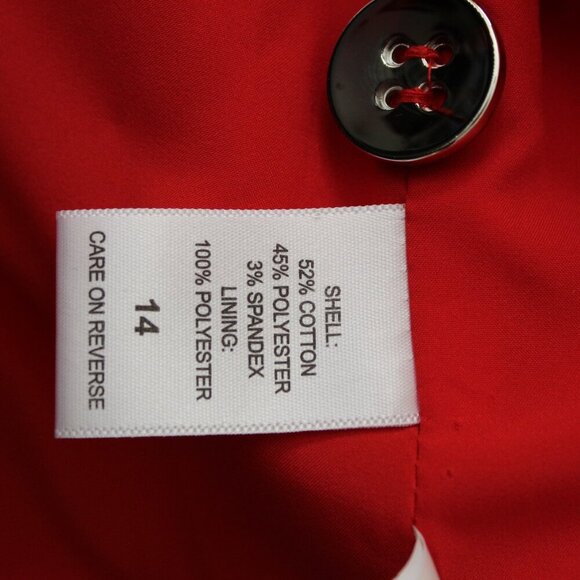 SHELL:
52% COTTON
45% POLYESTER
3% SPANDEX
LINING:
100% POLYESTER
14
CARE ON REVERSE